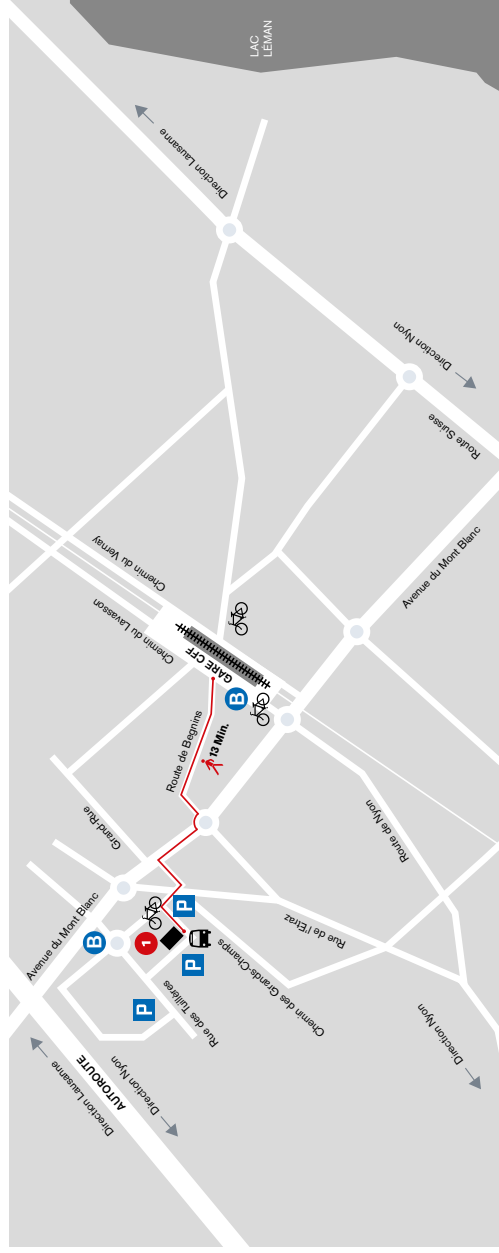 LAC
LÉMAN
Direction Lausanne
Direction Nyon
Route Suisse
Avenue du Mont Blanc
Chemin du Vernay
Chemin du Lavasson
GARE CFF
B
13 Min.
Route de Begnins
Route de Nyon
Grand-Rue
Avenue du Mont Blanc
B
1
P
P
P
Rue de l'Etraz
Chemin des Grands-Champs
Rue des Tuillères
Direction Nyon
Direction Lausanne
AUTOROUTE
Direction Nyon